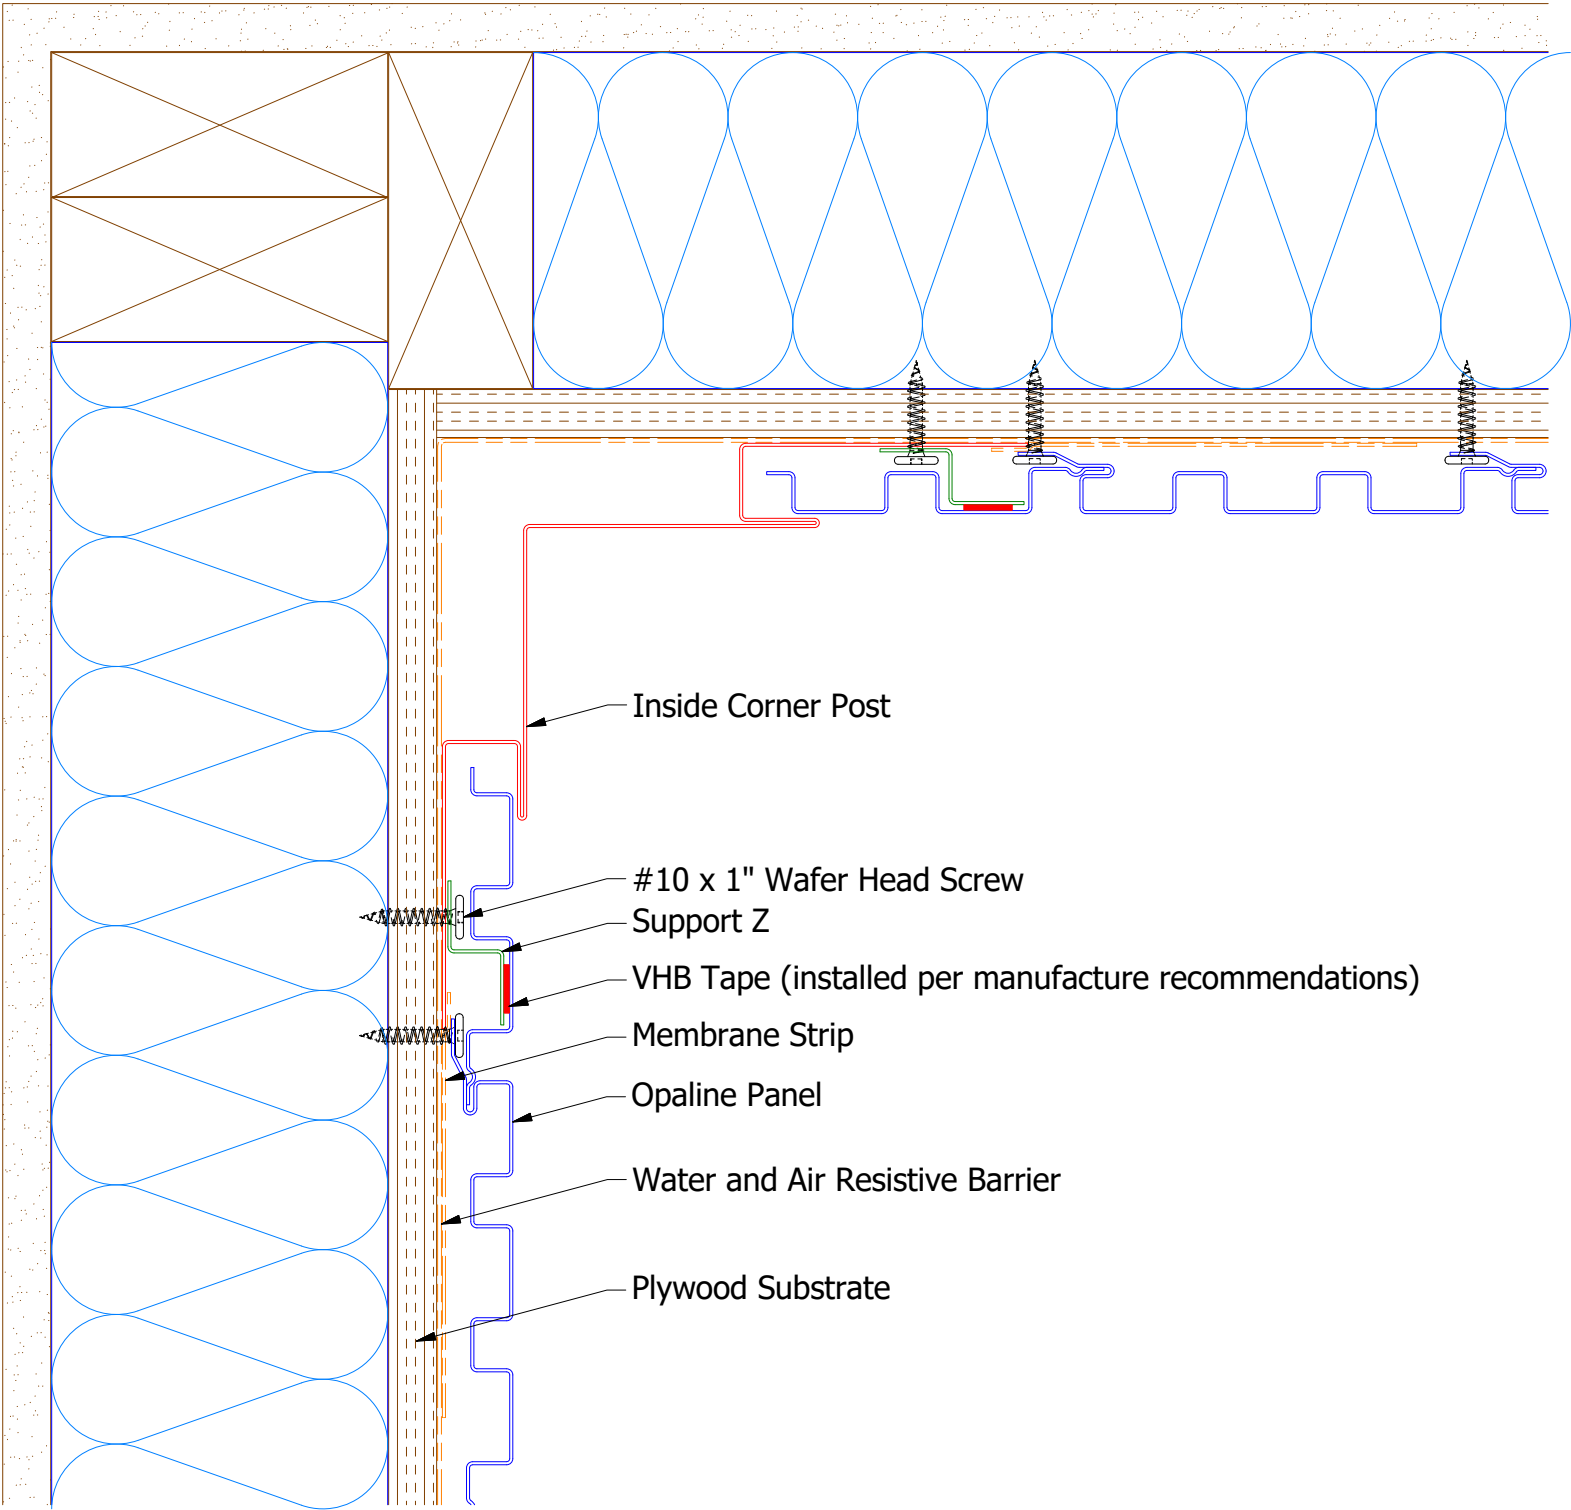 Inside Corner Post
#10 x 1" Wafer Head Screw
Support Z
VHB Tape (installed per manufacture recommendations)
Membrane Strip
Opaline Panel
Water and Air Resistive Barrier
Plywood Substrate